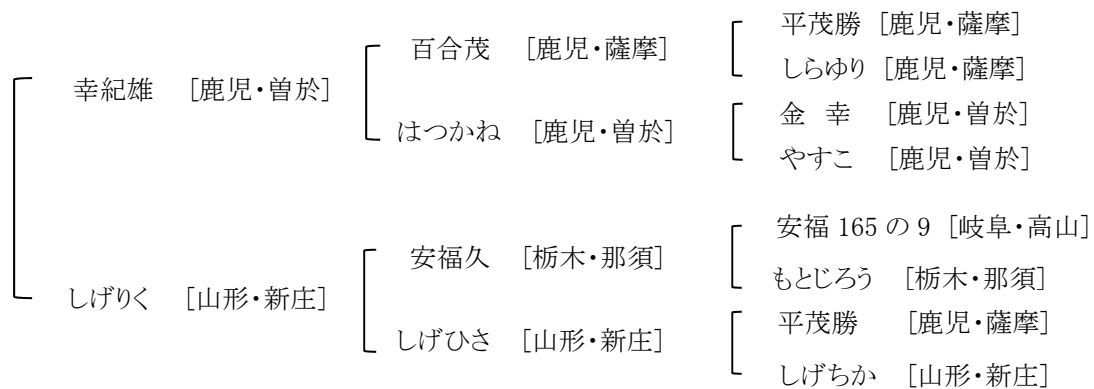 平茂勝 [鹿児・薩摩]
百合茂 [鹿児・薩摩]
しらゆり [鹿児・薩摩]
幸紀雄 [鹿児・曽於]
金 幸 [鹿児・曽於]
はつかね [鹿児・曽於]
やすこ [鹿児・曽於]
安福 165 の 9 [岐阜・高山]
安福久 [栃木・那須]
もとじろう [栃木・那須]
しげりく [山形・新庄]
平茂勝 [鹿児・薩摩]
しげひさ [山形・新庄]
しげちか [山形・新庄]